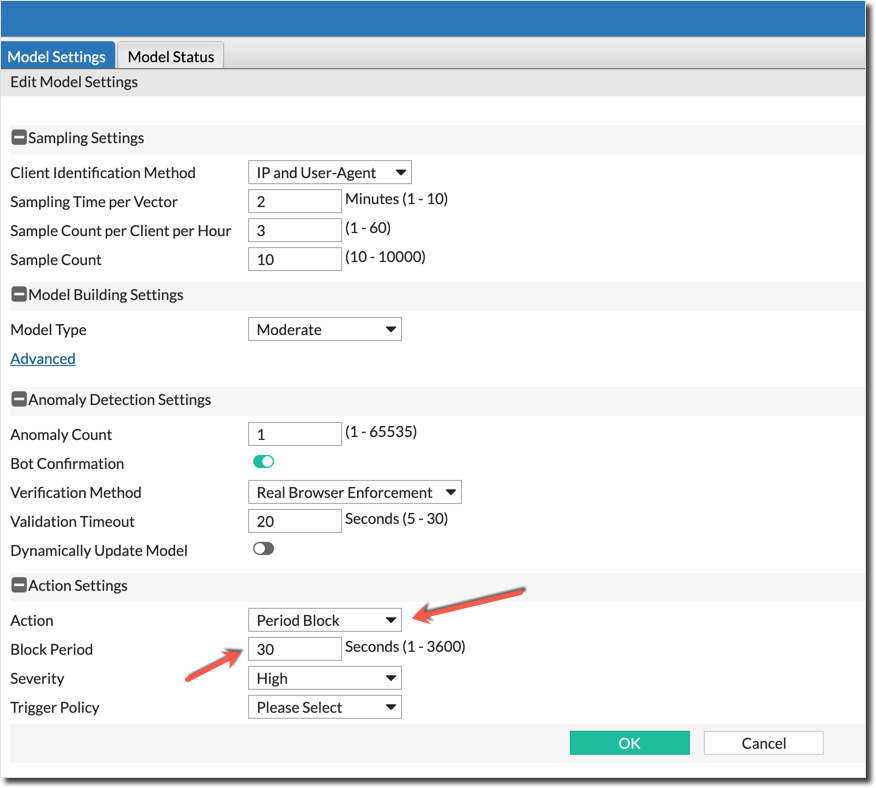 Model Settings Model Status
Edit Model Settings
Sampling Settings
Client Identification Method IP and User-Agent
Sampling Time per Vector 2 Minutes (1 - 10)
Sample Count per Client per Hour 3 (1 - 60)
Sample Count 10 (10 - 10000)
Model Building Settings
Model Type Moderate
Advanced
Anomaly Detection Settings
Anomaly Count 1 (1 - 65535)
Bot Confirmation
Verification Method Real Browser Enforcement
Validation Timeout 20 Seconds (5 - 30)
Dynamically Update Model
Action Settings
Action Period Block
Block Period 30 Seconds (1 - 3600)
Severity High
Trigger Policy Please Select
OK Cancel